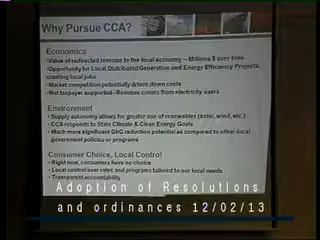 Why Pursue CCA?
Economics
•Value of redirected revenue to the local economy – Millions $ over time
•Opportunity for Local Distributed Generation and Energy Efficiency Projects,
creating local jobs
•Market competition potentially drives down costs
•Not taxpayer supported– Revenue comes from electricity users
Environment
• Supply autonomy allows for greater use of renewables (solar, wind, etc.)
• CCA responds to State Climate & Clean Energy Goals
• Much more significant GhG reduction potential as compared to other local
government policies or programs
Consumer Choice, Local Control
• Right now, consumers have no choice
• Local control over rates and programs tailored to our local needs
• Transparent accountability
Adoption of Resolutions
and ordinances 12/02/13